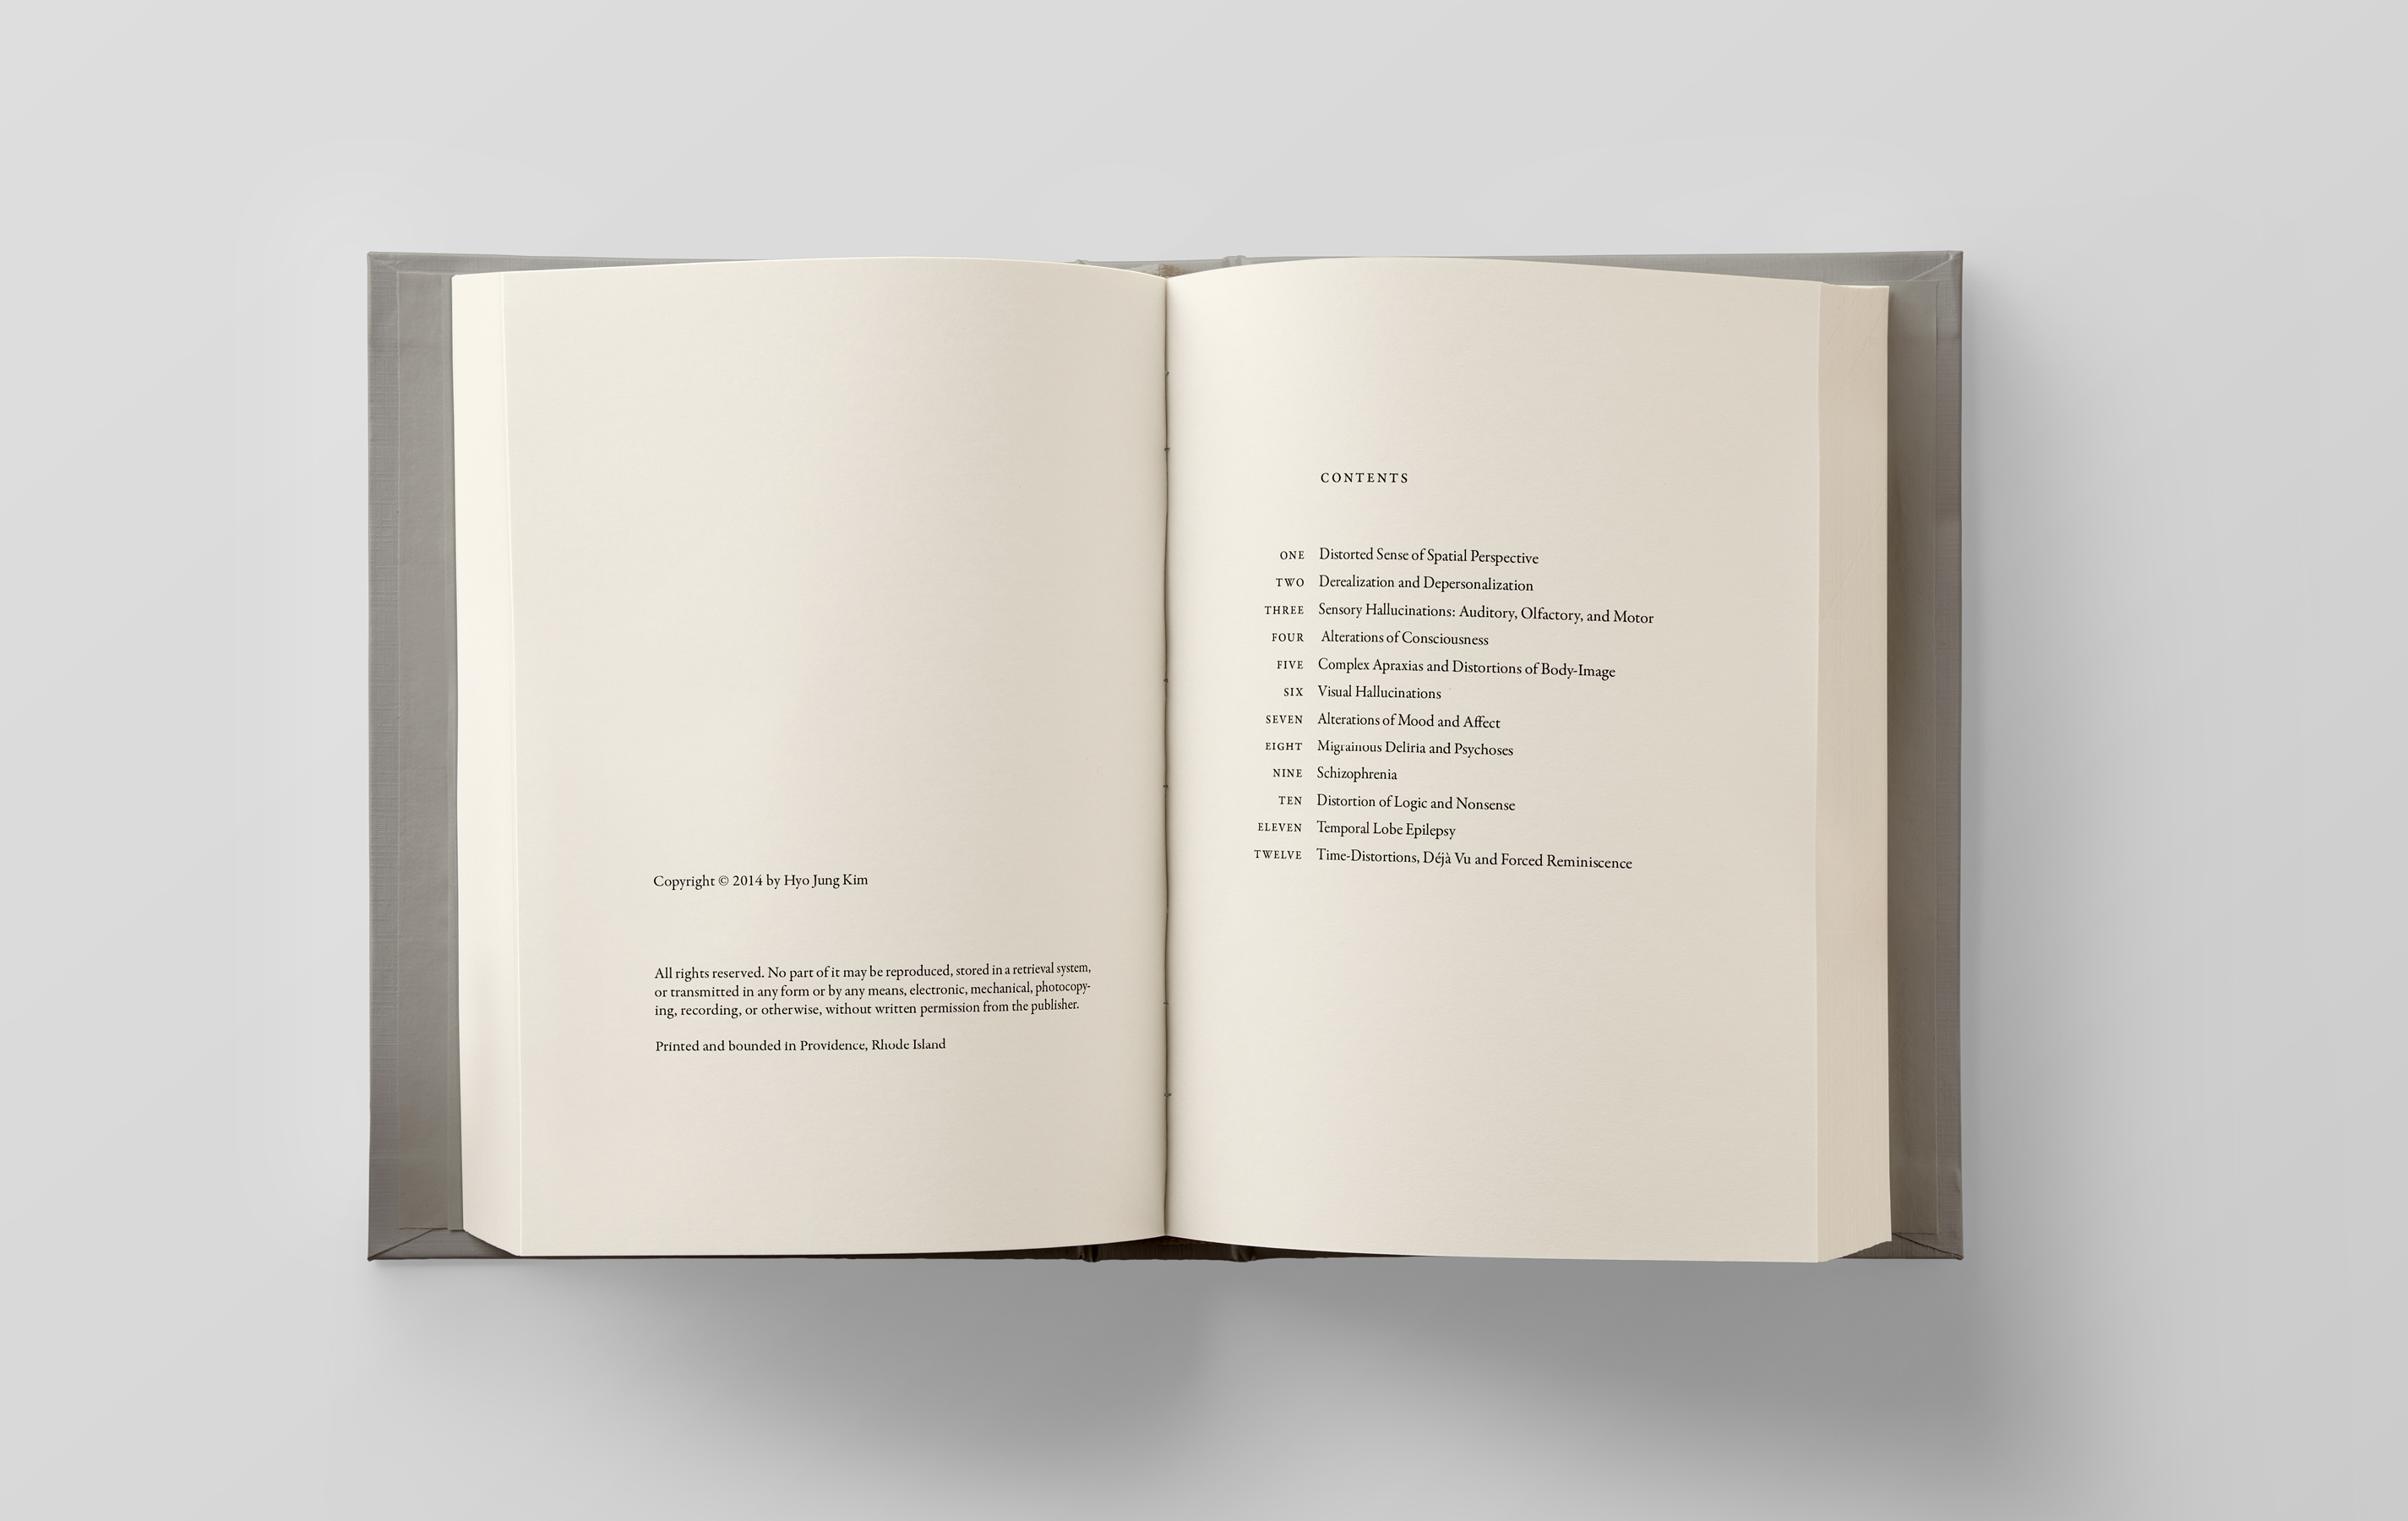 Copyright © 2014 by Hyo Jung Kim
All rights reserved. No part of it may be reproduced, stored in a retrieval system,
or transmitted in any form or by any means, electronic, mechanical, photocopy-
ing, recording, or otherwise, without written permission from the publisher.
Printed and bounded in Providence, Rhode Island
CONTENTS
ONE Distorted Sense of Spatial Perspective
TWO Derealization and Depersonalization
THREE Sensory Hallucinations: Auditory, Olfactory, and Motor
FOUR Alterations of Consciousness
FIVE Complex Apraxias and Distortions of Body-Image
SIX Visual Hallucinations
SEVEN Alterations of Mood and Affect
EIGHT Migrainous Deliria and Psychoses
NINE Schizophrenia
TEN Distortion of Logic and Nonsense
ELEVEN Temporal Lobe Epilepsy
TWELVE Time-Distortions, Déjà Vu and Forced Reminiscence